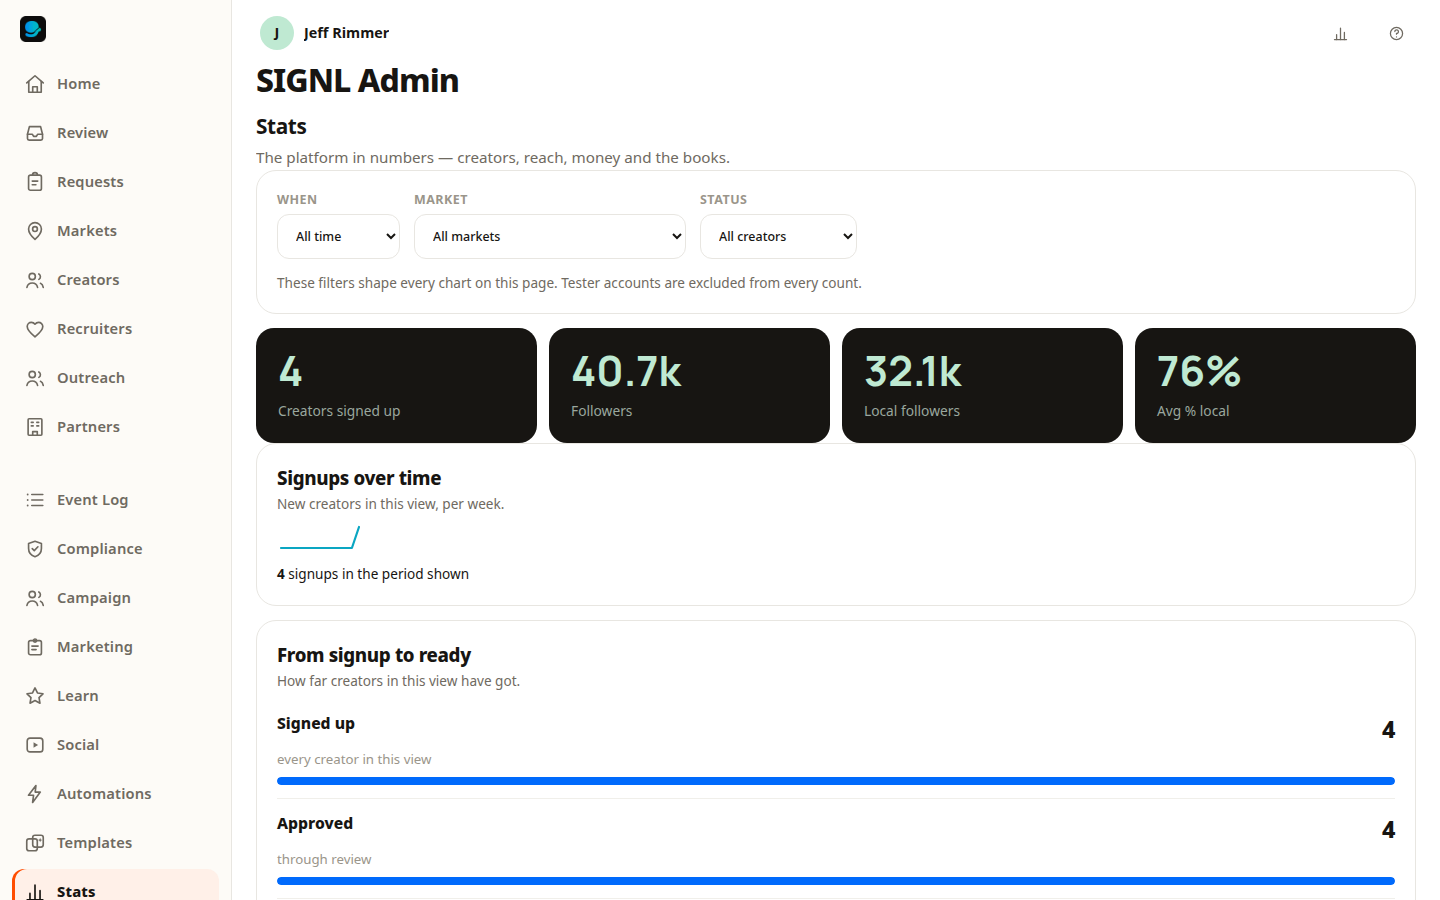 Home
Review
Requests
Markets
Creators
Recruiters
Outreach
Partners
Event Log
Compliance
Campaign
Marketing
Learn
Social
Automations
Templates
Stats
J
Jeff Rimmer
SIGNL Admin
Stats
The platform in numbers — creators, reach, money and the books.
WHEN
MARKET
STATUS
All time
All markets
All creators
These filters shape every chart on this page. Tester accounts are excluded from every count.
4
Creators signed up
40.7k
Followers
32.1k
Local followers
76%
Avg % local
Signups over time
New creators in this view, per week.
4 signups in the period shown
From signup to ready
How far creators in this view have got.
Signed up
4
every creator in this view
Approved
4
through review